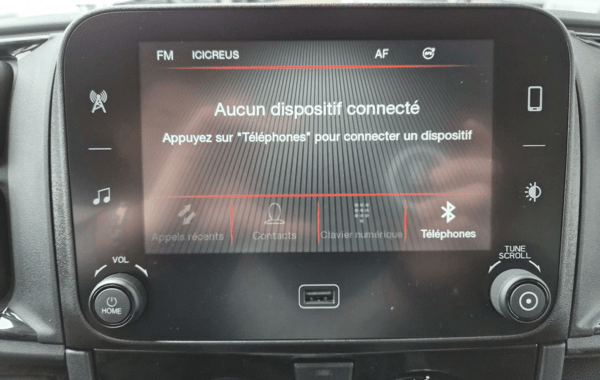 FM ICICREUS AF
Aucun dispositif connecté
Appuyez sur "Téléphones" pour connecter un dispositif
Appels récents Contacts Clavier numérique Téléphones
VOL
TUNE
SCROLL
HOME